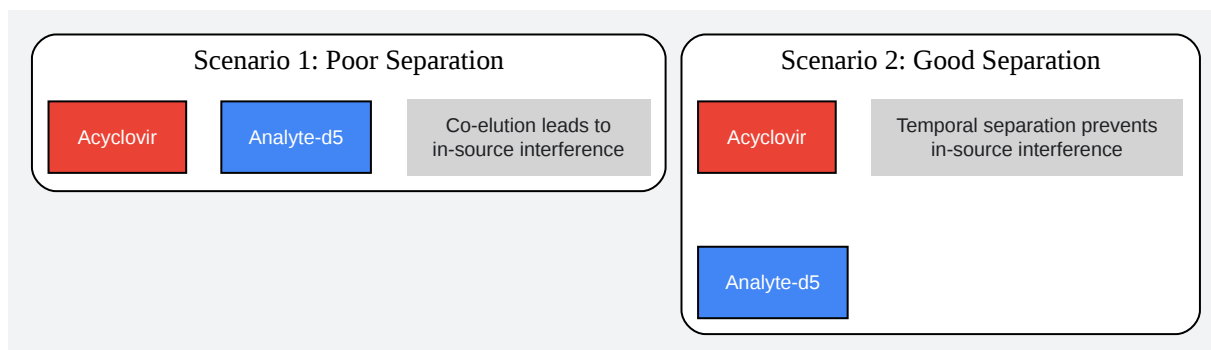 Scenario 1: Poor Separation
Acyclovir
Analyte-d5
Co-elution leads to
in-source interference
Scenario 2: Good Separation
Acyclovir
Temporal separation prevents
in-source interference
Analyte-d5